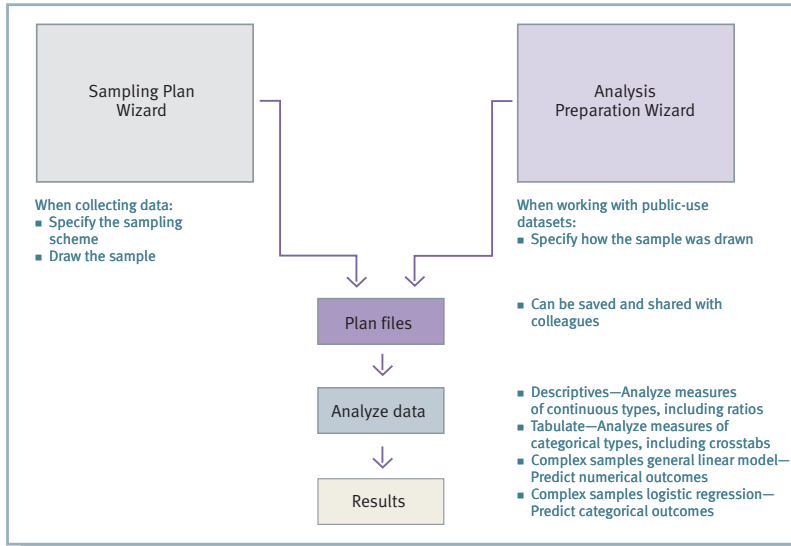 Sampling Plan
Wizard
Analysis
Preparation Wizard
When collecting data:
■ Specify the sampling
scheme
■ Draw the sample
When working with public-use
datasets:
■ Specify how the sample was drawn
Plan files
■ Can be saved and shared with
colleagues
Analyze data
■ Descriptives—Analyze measures
of continuous types, including ratios
■ Tabulate—Analyze measures of
categorical types, including crosstabs
■ Complex samples general linear model—
Predict numerical outcomes
■ Complex samples logistic regression—
Predict categorical outcomes
Results